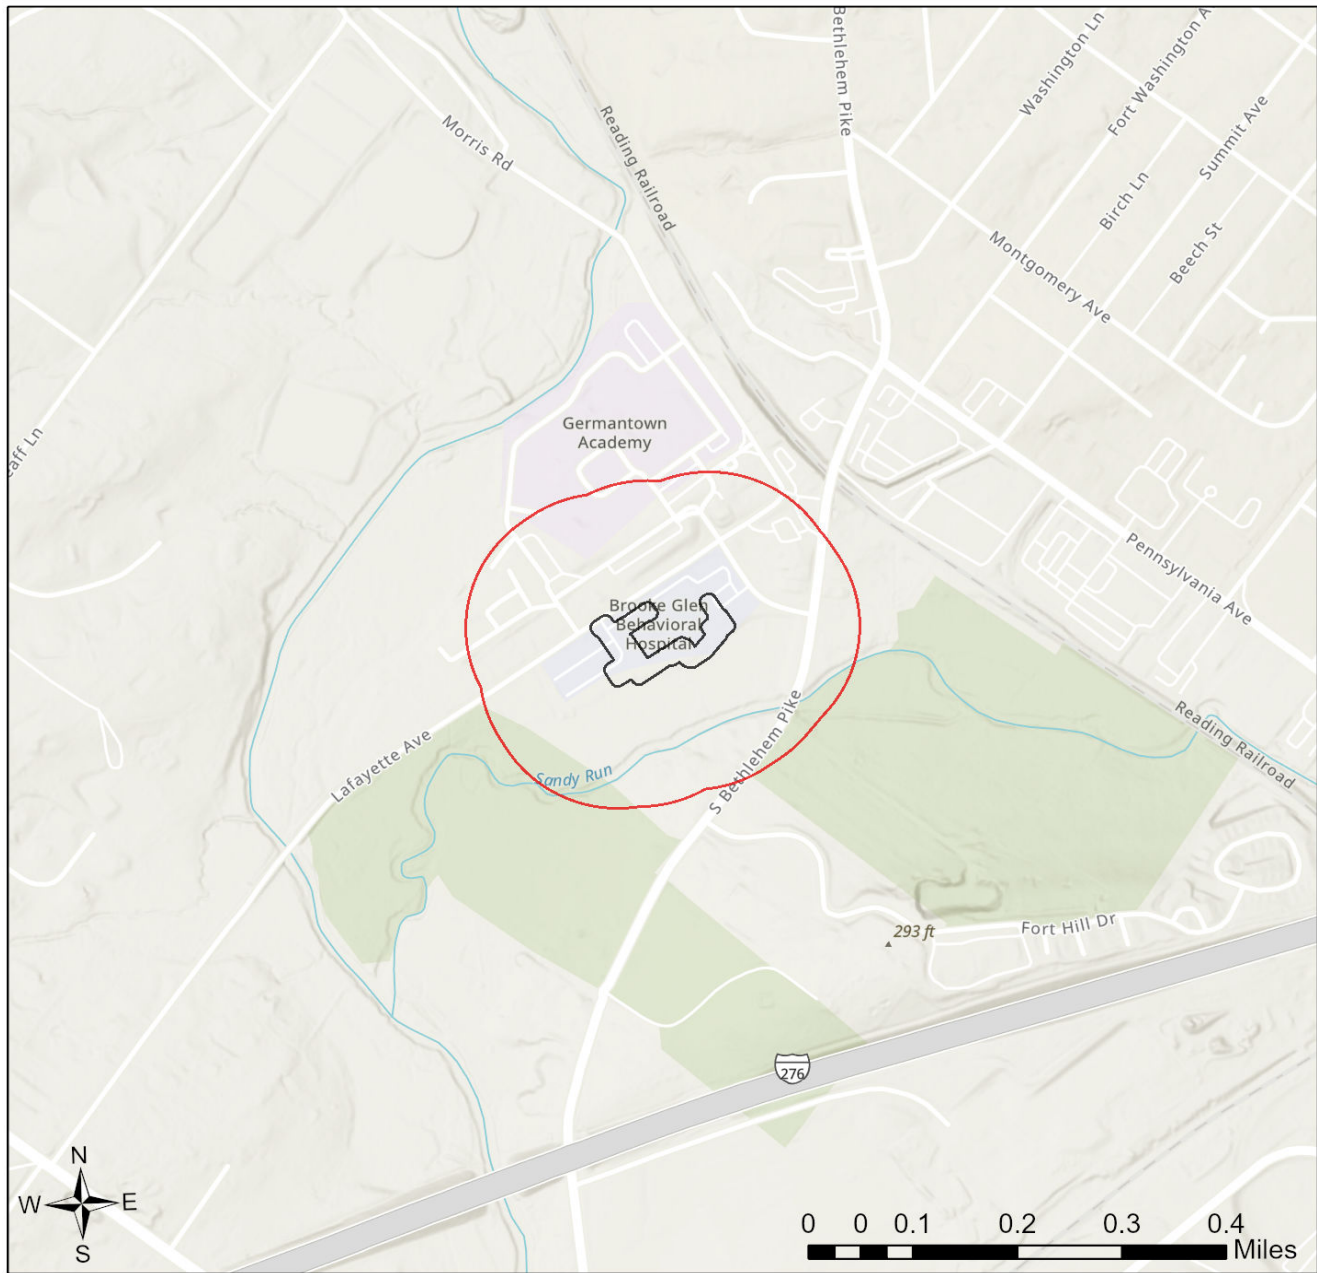 Bethlehem Pike
Washington Ln
Fort Washington A
Summit Ave
Reading Railroad
Morris Rd
Birch Ln
Beech St
Montgomery Ave
Germantown
Academy
eaff Ln
Pennsylvania Ave
Brooke Glen
Behavioral
Hospital
Lafayette Ave
Sandy Run
S Bethlehem Pike
Reading Railroad
293 ft
Fort Hill Dr
276
N
W E
S
0 0 0.1 0.2 0.3 0.4
Miles